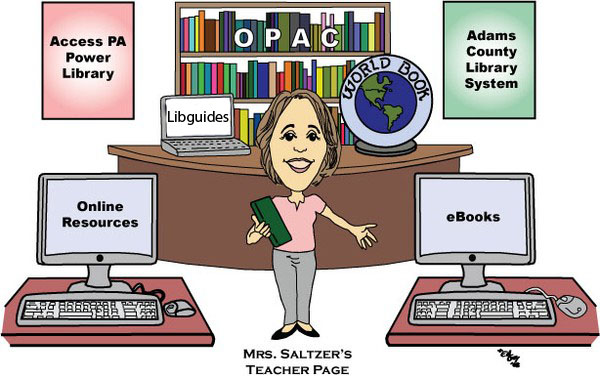 Access PA
Power
Library
OPAC
Adams
County
Library
System
WORLD BOOK
Libguides
Online
Resources
eBooks
MRS. SALTZER'S
TEACHER PAGE